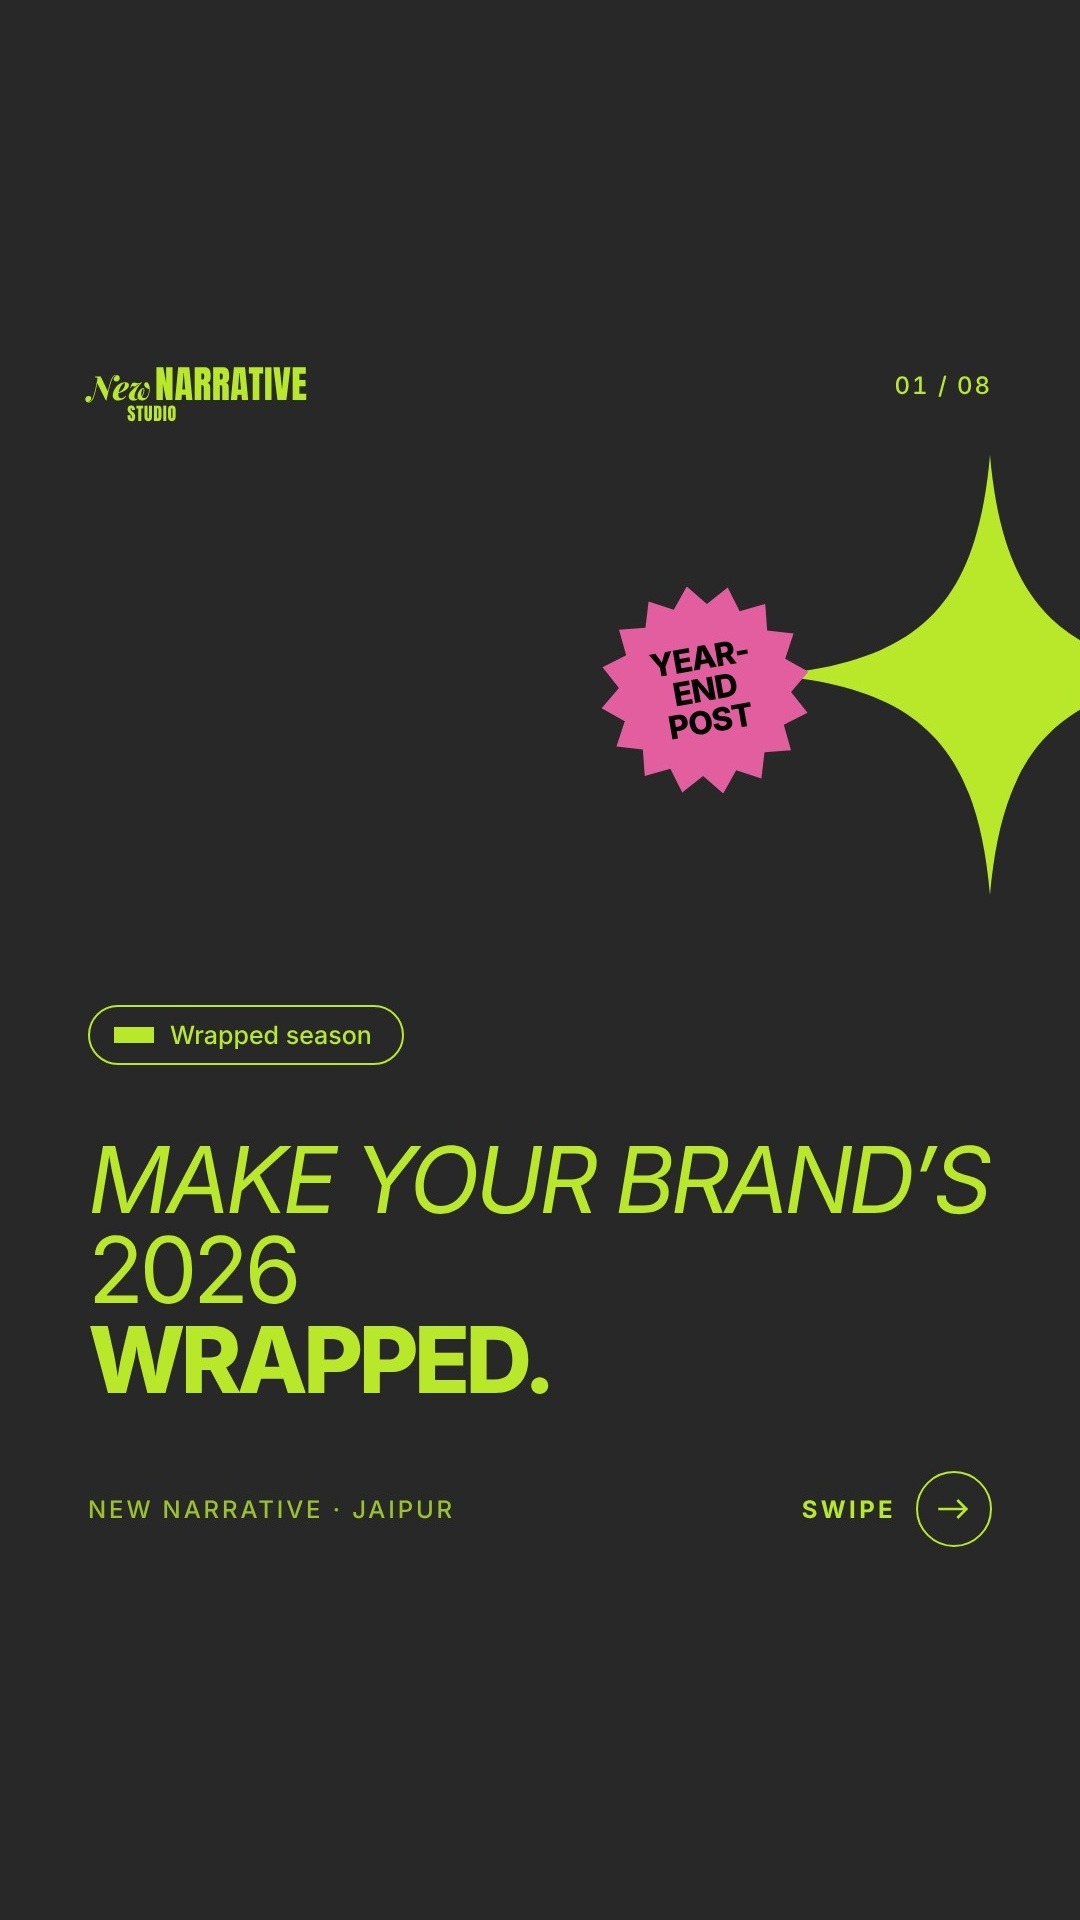 New NARRATIVE
STUDIO
01 / 08
YEAR-
END
POST
Wrapped season
MAKE YOUR BRAND’S
2026
WRAPPED.
NEW NARRATIVE · JAIPUR
SWIPE →